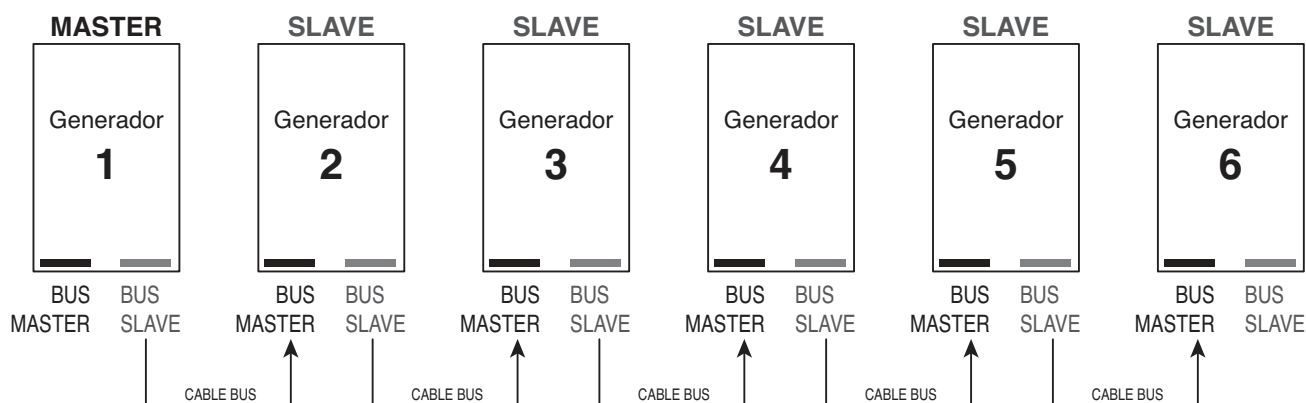 MASTER SLAVE SLAVE SLAVE SLAVE SLAVE
Generador Generador Generador Generador Generador Generador
1 2 3 4 5 6
BUS BUS BUS BUS BUS BUS BUS BUS BUS BUS BUS BUS
MASTER SLAVE MASTER SLAVE MASTER SLAVE MASTER SLAVE MASTER SLAVE MASTER SLAVE
CABLE BUS CABLE BUS CABLE BUS CABLE BUS CABLE BUS